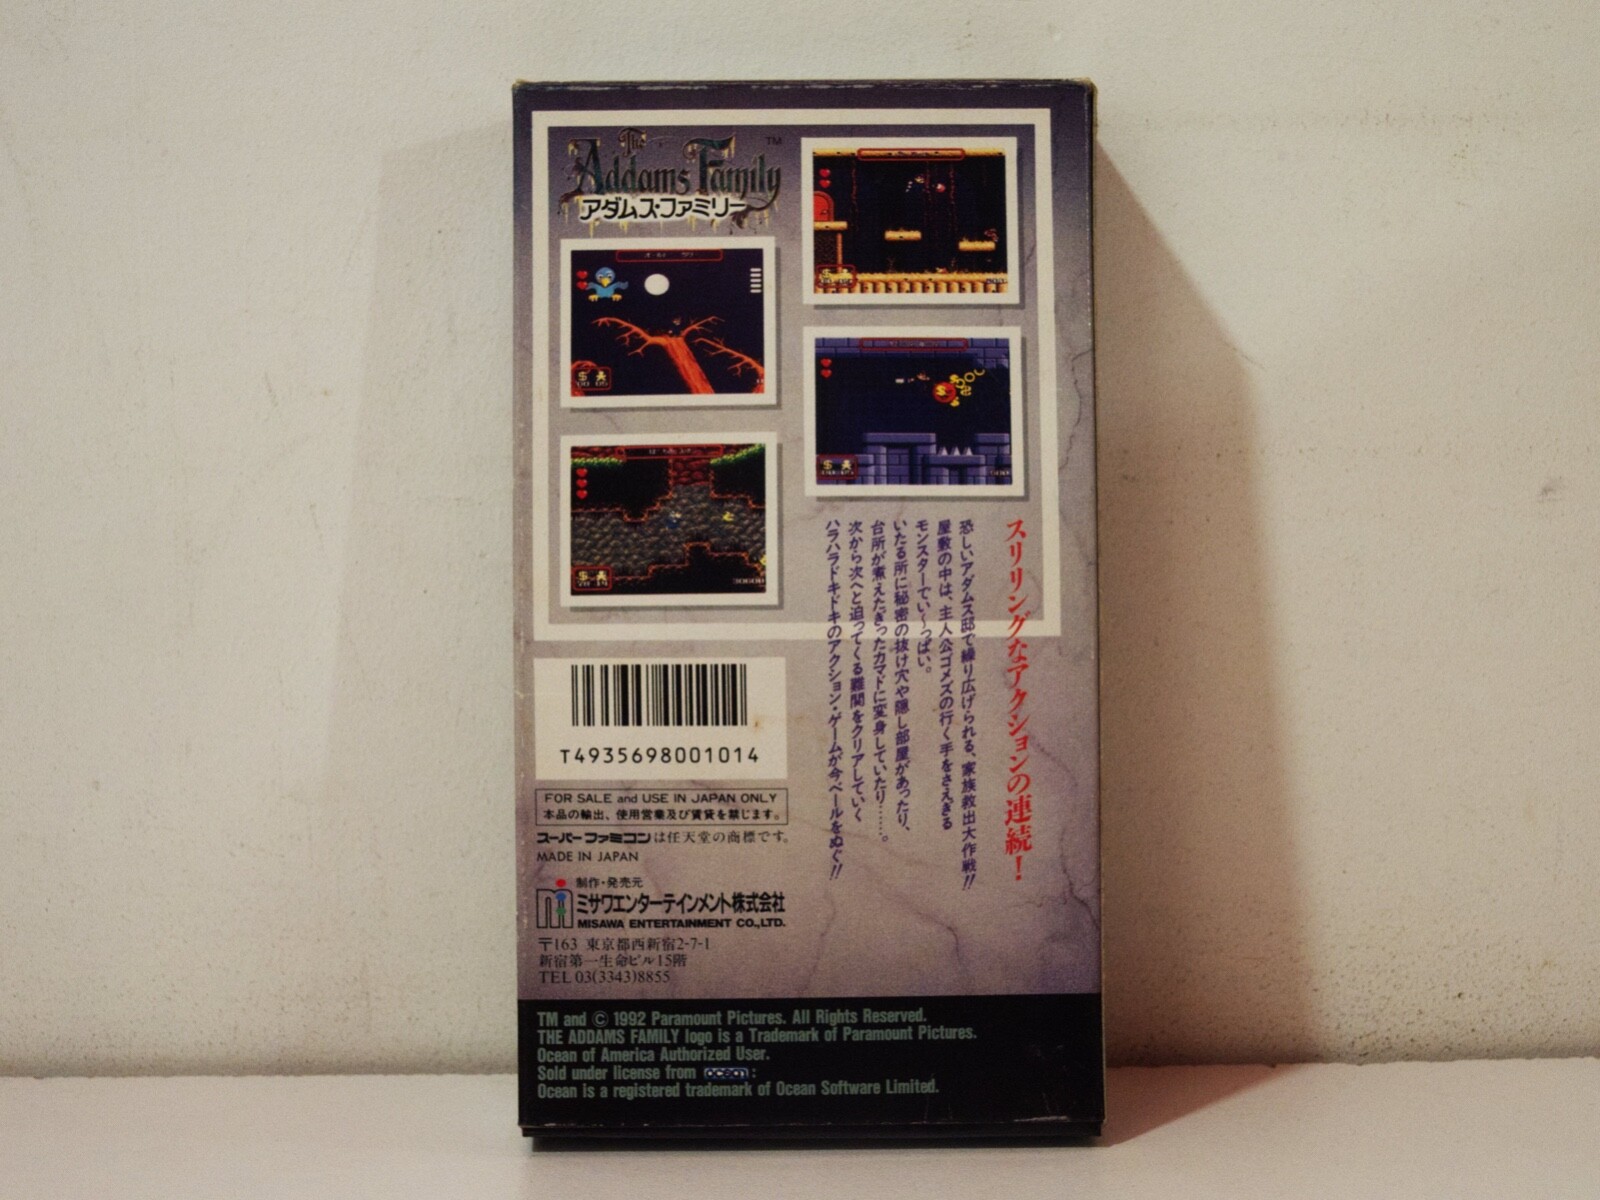 The
Addams Family™
アダムス・ファミリー
スリリングなアクションの連続!
恐しいアダムス邸で繰り広げられる、家族救出大作戦!!
屋敷の中は、主人公ゴメズの行く手をさえぎる
モンスターでい〜っぱい。
いたる所に秘密の抜け穴や隠し部屋があったり、
台所が煮えたぎったカマドに変身していたり……。
次から次へと迫ってくる難関をクリアしていく
ハラハラドキドキのアクション・ゲームが今ベールをぬぐ!!
T4935698001014
FOR SALE and USE IN JAPAN ONLY
本品の輸出、使用営業及び賃貸を禁じます。
スーパーファミコンは任天堂の商標です。
MADE IN JAPAN
制作・発売元
ミサワエンターテインメント株式会社
MISAWA ENTERTAINMENT CO.,LTD.
〒163 東京都西新宿2-7-1
新宿第一生命ビル15階
TEL 03(3343)8855
TM and © 1992 Paramount Pictures. All Rights Reserved.
THE ADDAMS FAMILY logo is a Trademark of Paramount Pictures.
Ocean of America Authorized User.
Sold under license from ocean:
Ocean is a registered trademark of Ocean Software Limited.